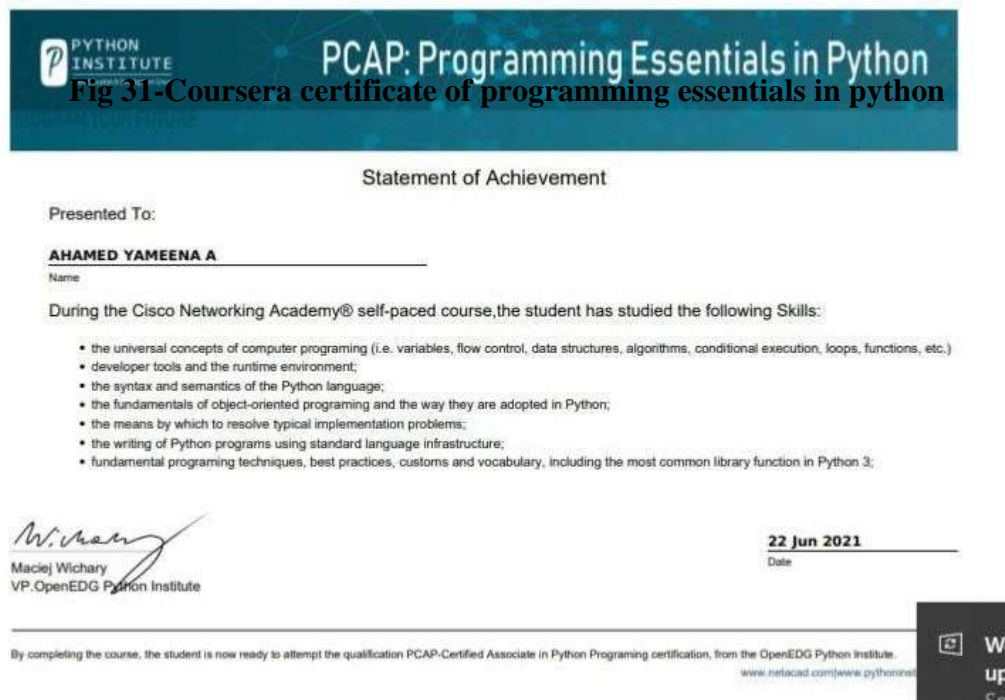 PYTHON
INSTITUTE
PCAP: Programming Essentials in Python
Fig 31-Coursera certificate of programming essentials in python
PROGRAM YOUR FUTURE
Statement of Achievement
Presented To:
AHAMED YAMEENA A
Name
During the Cisco Networking Academy® self-paced course,the student has studied the following Skills:
• the universal concepts of computer programing (i.e. variables, flow control, data structures, algorithms, conditional execution, loops, functions, etc.)
• developer tools and the runtime environment;
• the syntax and semantics of the Python language;
• the fundamentals of object-oriented programing and the way they are adopted in Python;
• the means by which to resolve typical implementation problems;
• the writing of Python programs using standard language infrastructure;
• fundamental programing techniques, best practices, customs and vocabulary, including the most common library function in Python 3;
Maciej Wichary
VP.OpenEDG Python Institute
22 Jun 2021
Date
By completing the course, the student is now ready to attempt the qualification PCAP-Certified Associate in Python Programing certification, from the OpenEDG Python Institute.
www.netacad.com|www.pythoninst